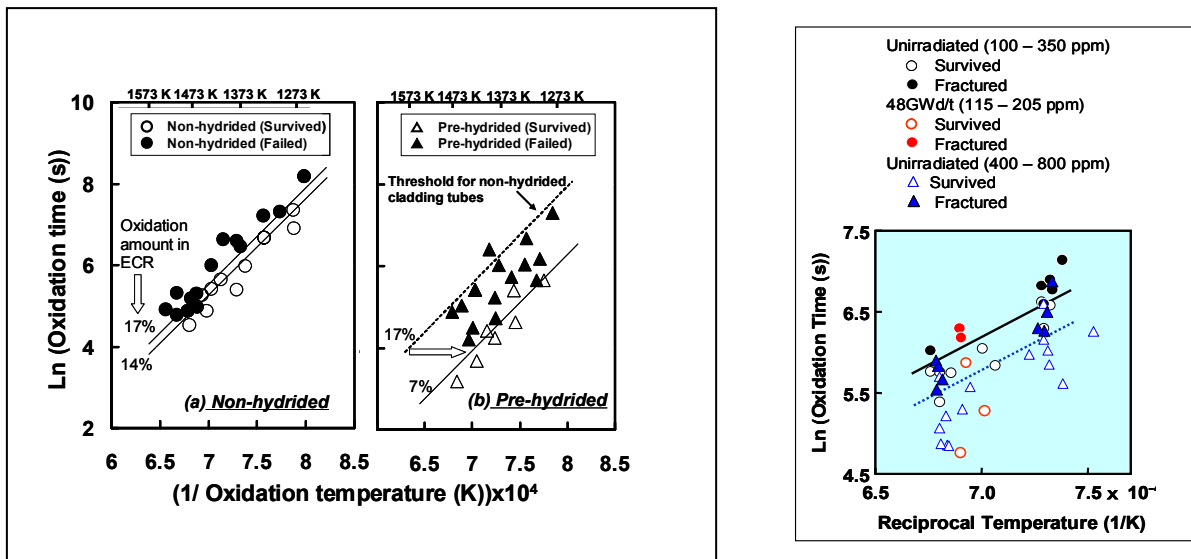 1573 K 1473 K 1373 K 1273 K
1573 K 1473 K 1373 K 1273 K
10
8
6
4
2
Ln (Oxidation time (s))
Non-hydrided (Survived)
Non-hydrided (Failed)
Oxidation
amount in
ECR
17%
14%
(a) Non-hydrided
Pre-hydrided (Survived)
Pre-hydrided (Failed)
Threshold for non-hydrided
cladding tubes
17%
7%
(b) Pre-hydrided
6 6.5 7 7.5 8 8.5
6.5 7 7.5 8 8.5
(1/ Oxidation temperature (K))x10⁴
Unirradiated (100 – 350 ppm)
Survived
Fractured
48GWd/t (115 – 205 ppm)
Survived
Fractured
Unirradiated (400 – 800 ppm)
Survived
Fractured
7.5
6.5
5.5
4.5
Ln (Oxidation Time (s))
6.5 7.0 7.5 x 10
Reciprocal Temperature (1/K)